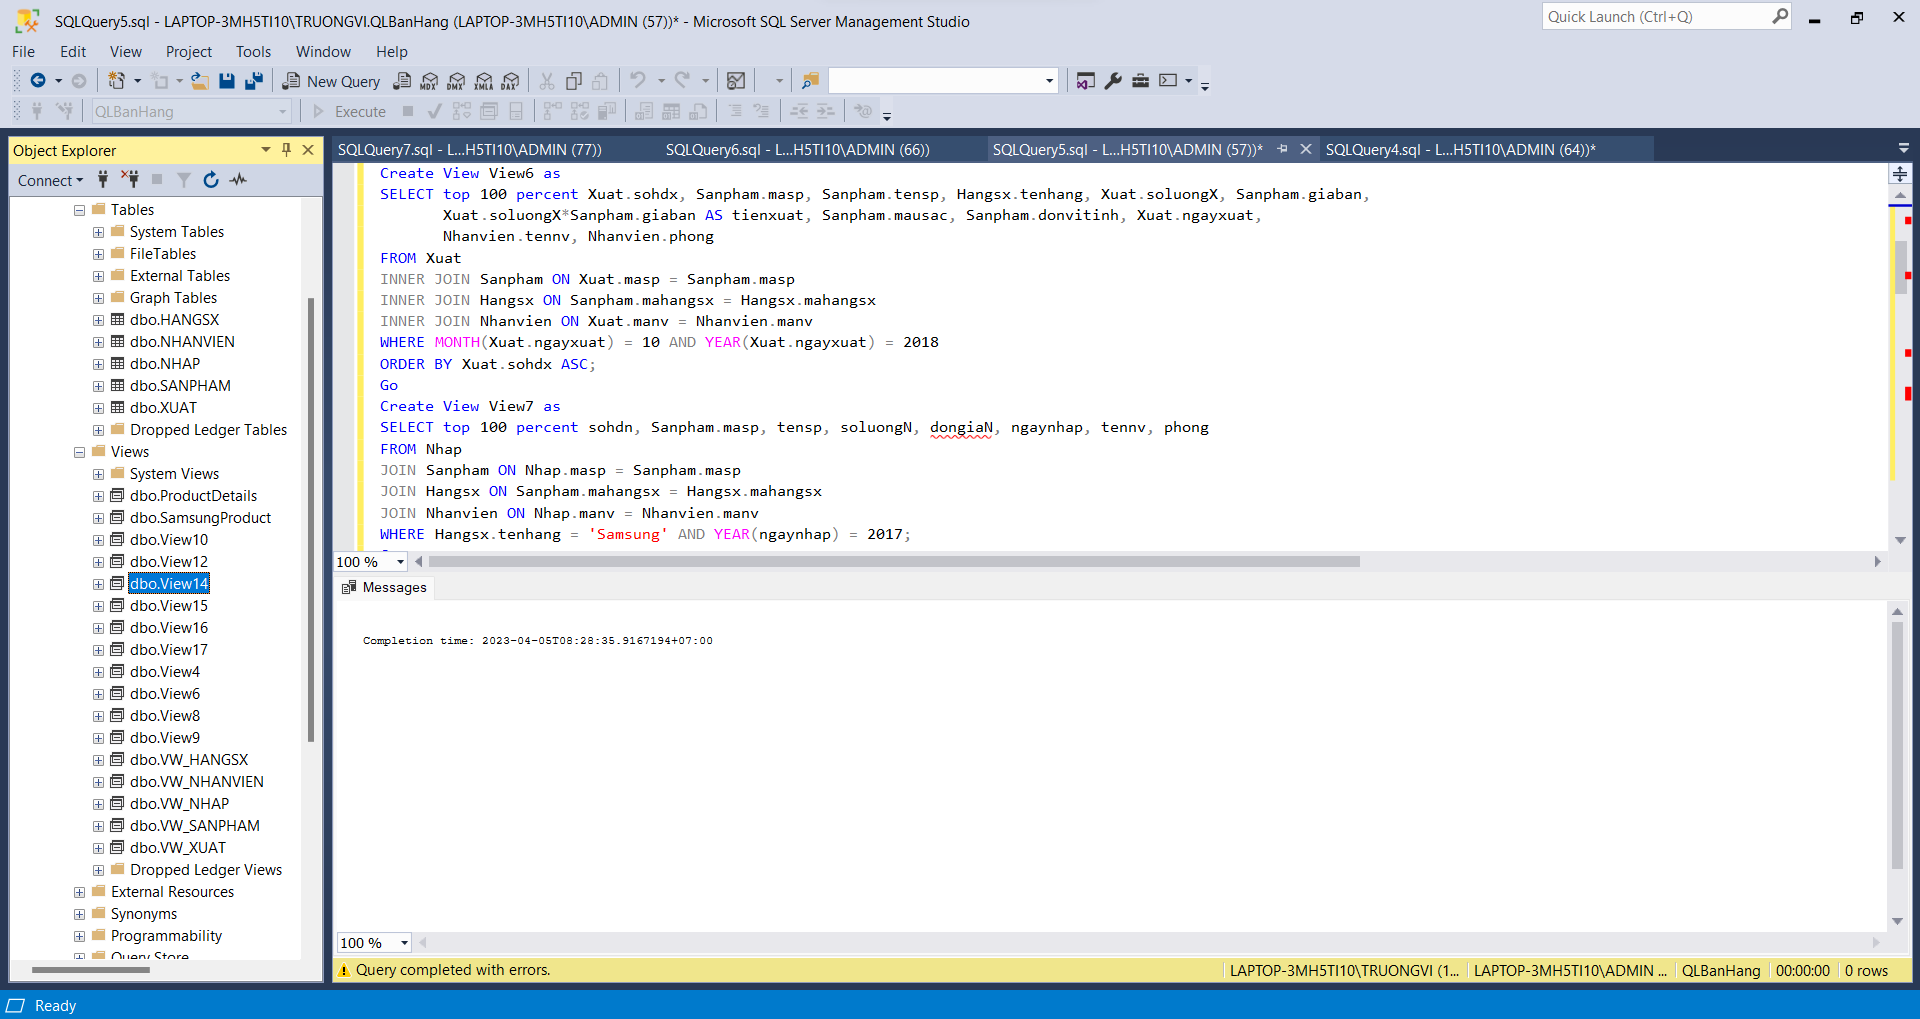 SQLQuery5.sql - LAPTOP-3MH5TI10\TRUONGVI.QLBanHang (LAPTOP-3MH5TI10\ADMIN (57))* - Microsoft SQL Server Management Studio
Quick Launch (Ctrl+Q)
File Edit View Project Tools Window Help
New Query MDX DMX XMLA DAX
QLBanHang Execute
Object Explorer
Connect
Tables
System Tables
FileTables
External Tables
Graph Tables
dbo.HANGSX
dbo.NHANVIEN
dbo.NHAP
dbo.SANPHAM
dbo.XUAT
Dropped Ledger Tables
Views
System Views
dbo.ProductDetails
dbo.SamsungProduct
dbo.View10
dbo.View12
dbo.View14
dbo.View15
dbo.View16
dbo.View17
dbo.View4
dbo.View6
dbo.View8
dbo.View9
dbo.VW_HANGSX
dbo.VW_NHANVIEN
dbo.VW_NHAP
dbo.VW_SANPHAM
dbo.VW_XUAT
Dropped Ledger Views
External Resources
Synonyms
Programmability
Query Store
SQLQuery7.sql - L...H5TI10\ADMIN (77)) SQLQuery6.sql - L...H5TI10\ADMIN (66)) SQLQuery5.sql - L...H5TI10\ADMIN (57))* SQLQuery4.sql - L...H5TI10\ADMIN (64))*
Create View View6 as
SELECT top 100 percent Xuat.sohdx, Sanpham.masp, Sanpham.tensp, Hangsx.tenhang, Xuat.soluongX, Sanpham.giaban,
Xuat.soluongX*Sanpham.giaban AS tienxuat, Sanpham.mausac, Sanpham.donvitinh, Xuat.ngayxuat,
Nhanvien.tennv, Nhanvien.phong
FROM Xuat
INNER JOIN Sanpham ON Xuat.masp = Sanpham.masp
INNER JOIN Hangsx ON Sanpham.mahangsx = Hangsx.mahangsx
INNER JOIN Nhanvien ON Xuat.manv = Nhanvien.manv
WHERE MONTH(Xuat.ngayxuat) = 10 AND YEAR(Xuat.ngayxuat) = 2018
ORDER BY Xuat.sohdx ASC;
Go
Create View View7 as
SELECT top 100 percent sohdn, Sanpham.masp, tensp, soluongN, dongiaN, ngaynhap, tennv, phong
FROM Nhap
JOIN Sanpham ON Nhap.masp = Sanpham.masp
JOIN Hangsx ON Sanpham.mahangsx = Hangsx.mahangsx
JOIN Nhanvien ON Nhap.manv = Nhanvien.manv
WHERE Hangsx.tenhang = 'Samsung' AND YEAR(ngaynhap) = 2017;
100 %
Messages
Completion time: 2023-04-05T08:28:35.9167194+07:00
100 %
Query completed with errors. LAPTOP-3MH5TI10\TRUONGVI (1... LAPTOP-3MH5TI10\ADMIN ... QLBanHang 00:00:00 0 rows
Ready